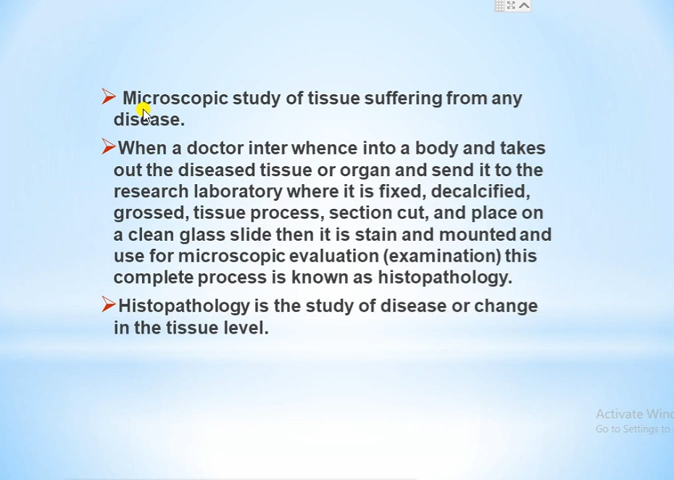 Microscopic study of tissue suffering from any
disease.
When a doctor inter whence into a body and takes
out the diseased tissue or organ and send it to the
research laboratory where it is fixed, decalcified,
grossed, tissue process, section cut, and place on
a clean glass slide then it is stain and mounted and
use for microscopic evaluation (examination) this
complete process is known as histopathology.
Histopathology is the study of disease or change
in the tissue level.
Activate Wind
Go to Settings to